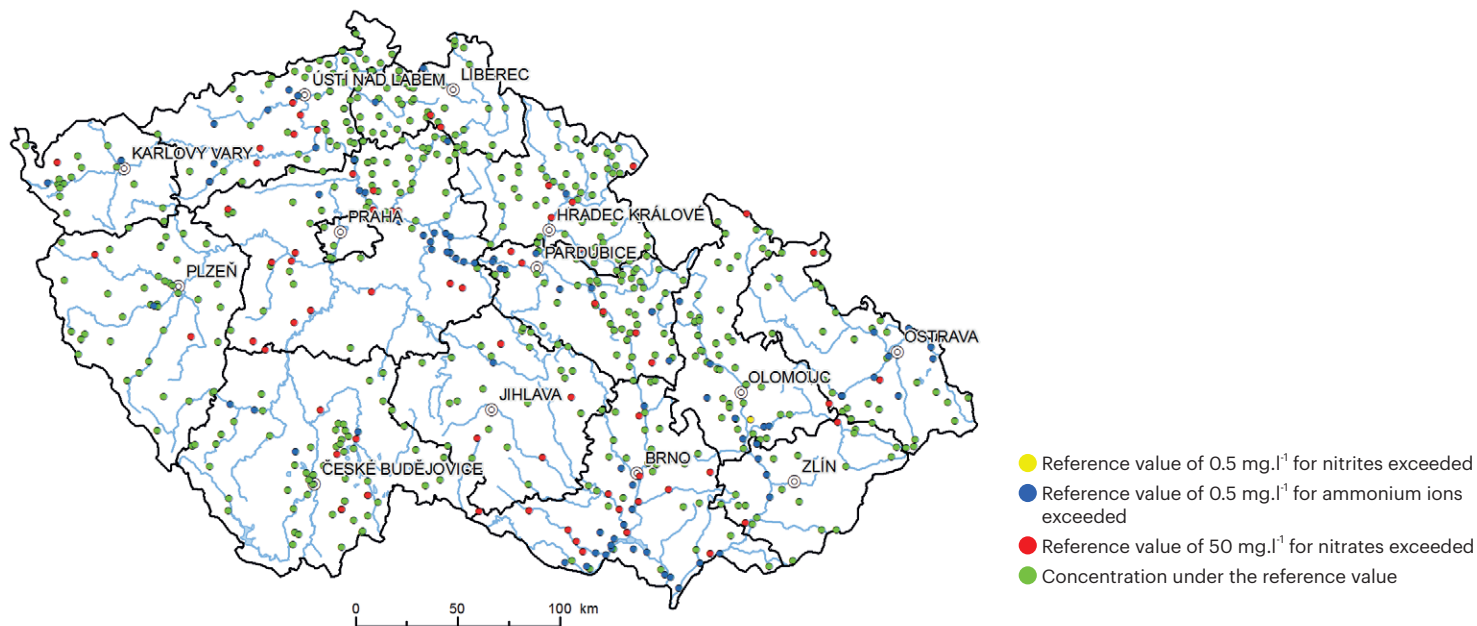 ÚSTÍ NAD LABEM
LIBEREC
KARLOVY VARY
PRAHA
HRADEC KRÁLOVÉ
PARDUBICE
PLZEŇ
OSTRAVA
OLOMOUC
JIHLAVA
BRNO
ZLÍN
ČESKÉ BUDĚJOVICE
Reference value of 0.5 mg.l⁻¹ for nitrites exceeded
Reference value of 0.5 mg.l⁻¹ for ammonium ions
exceeded
Reference value of 50 mg.l⁻¹ for nitrates exceeded
Concentration under the reference value
0 50 100 km